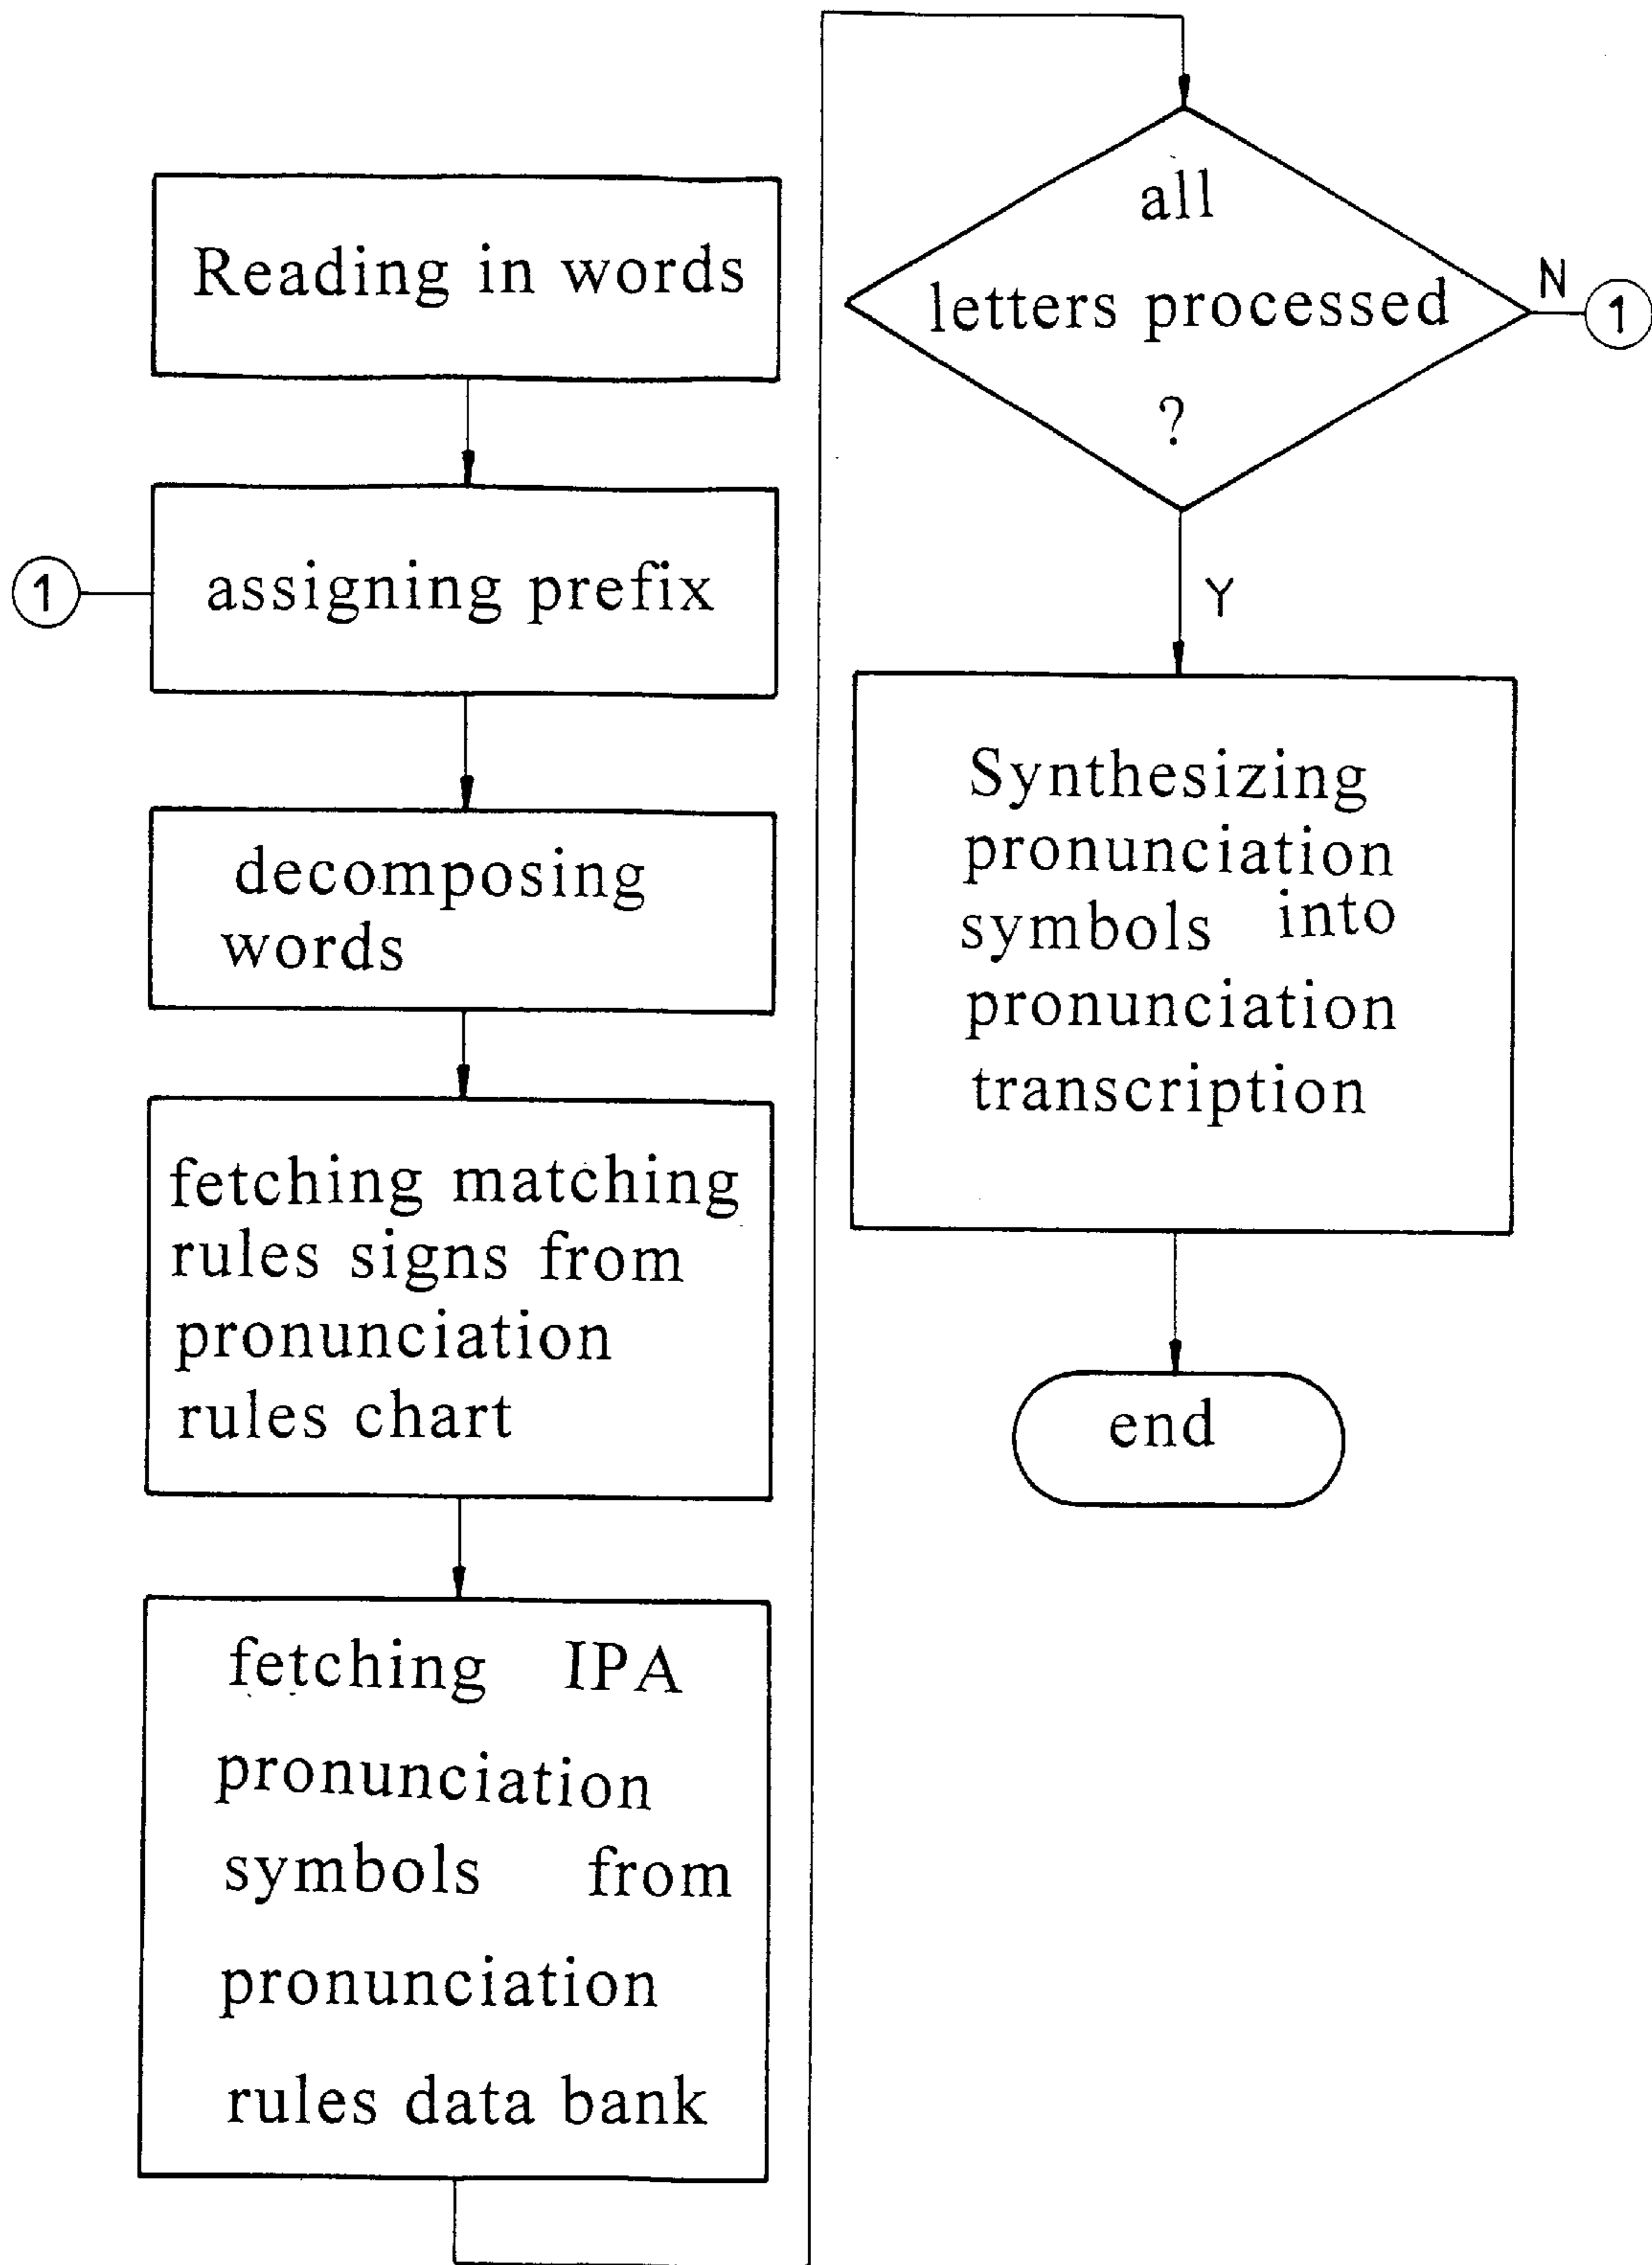 Reading in words
1
assigning prefix
decomposing
words
fetching matching
rules signs from
pronunciation
rules chart
fetching IPA
pronunciation
symbols from
pronunciation
rules data bank
all
letters processed
?
N
1
Y
Synthesizing
pronunciation
symbols into
pronunciation
transcription
end